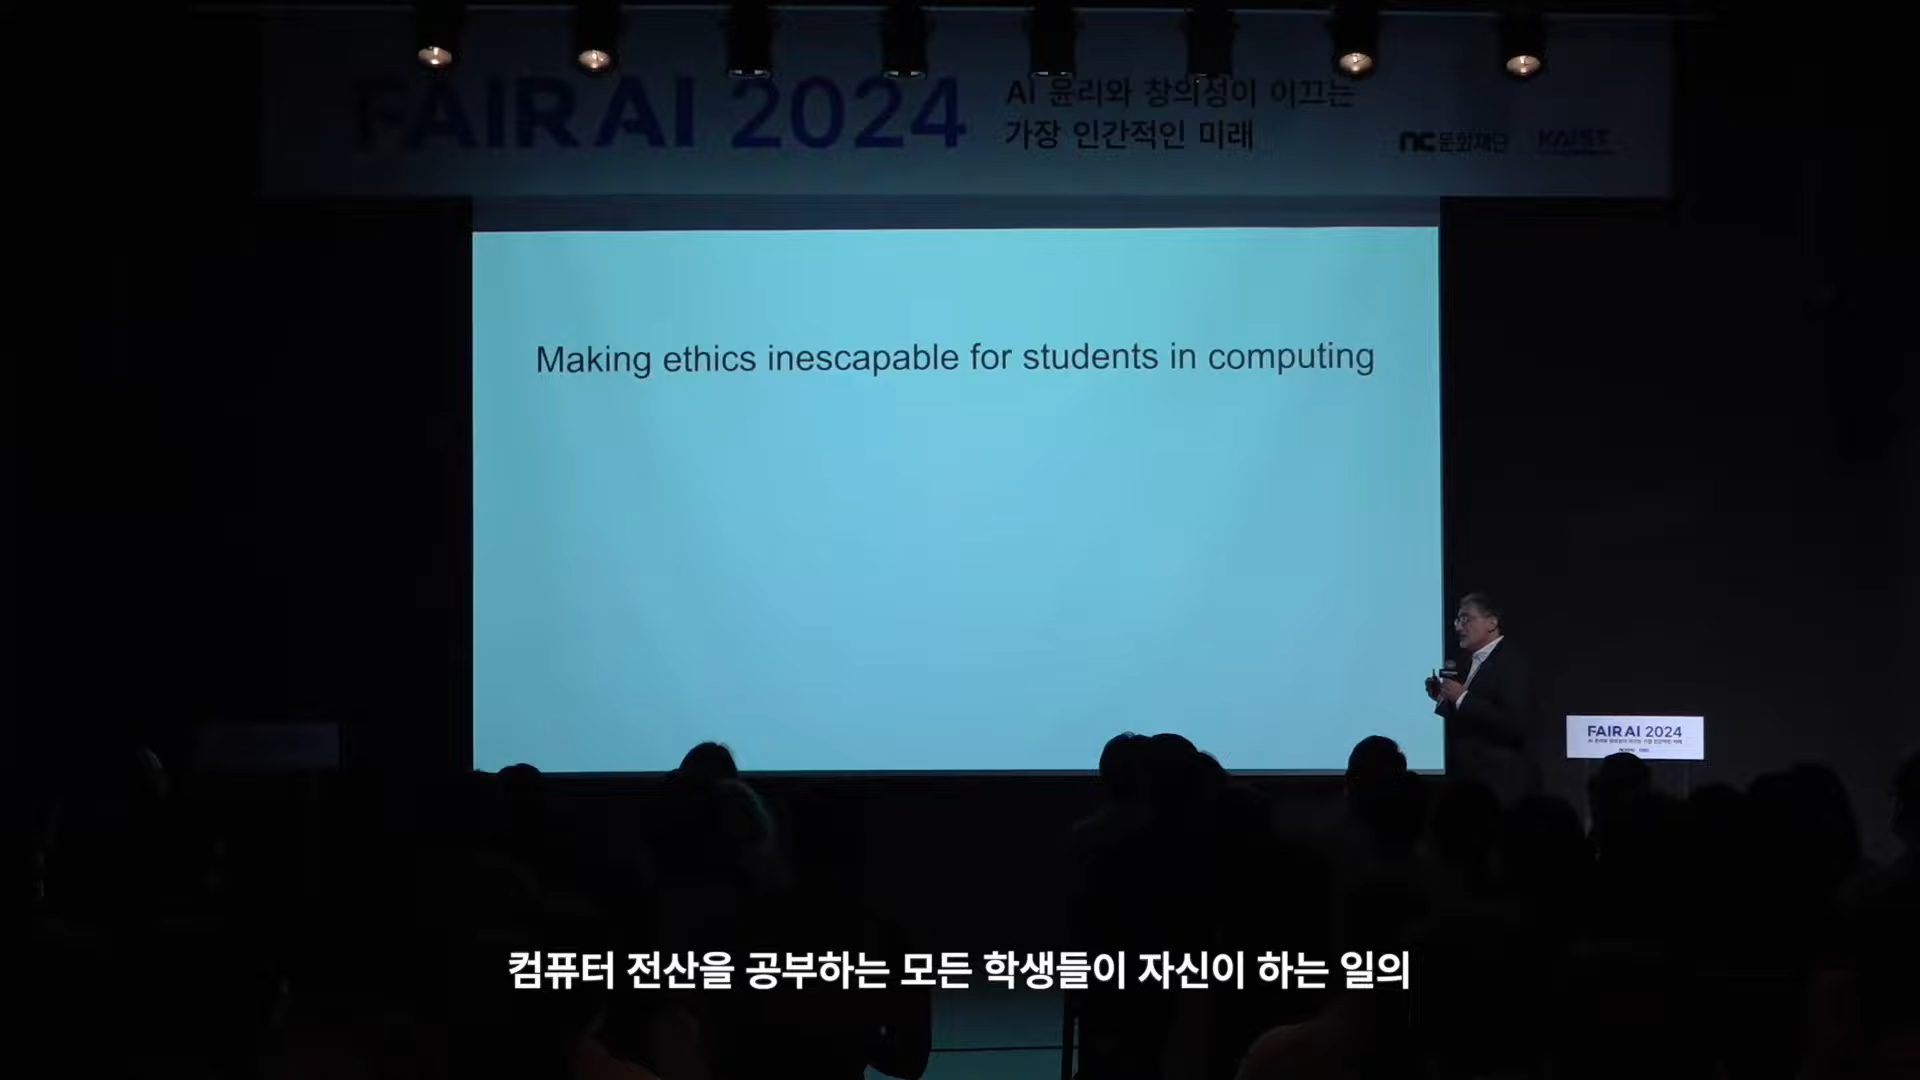 FAIR AI 2024
AI 윤리와 창의성이 이끄는
가장 인간적인 미래
nc문화재단
KAIST
Making ethics inescapable for students in computing
FAIR AI 2024
컴퓨터 전산을 공부하는 모든 학생들이 자신이 하는 일의